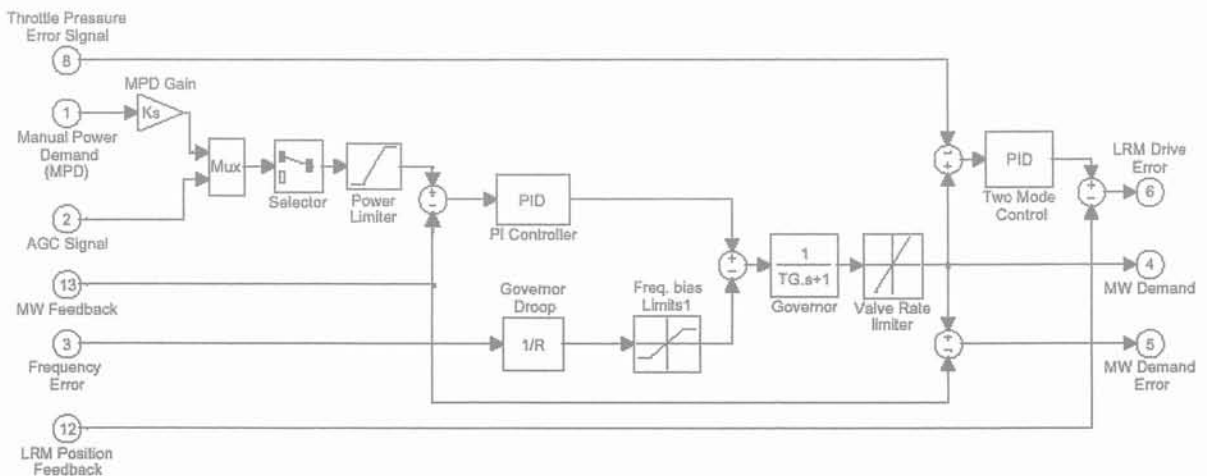 Throttle Pressure
Error Signal
8
MPD Gain
1
Ks
Manual Power
Demand
(MPD)
Mux
Selector
Power
Limiter
PID
PI Controller
PID
Two Mode
Control
LRM Drive
Error
6
2
AGC Signal
13
MW Feedback
Governor
Droop
1/R
Freq. bias
Limits1
1
TG.s+1
Governor
Valve Rate
limiter
4
MW Demand
3
Frequency
Error
5
MW Demand
Error
12
LRM Position
Feedback